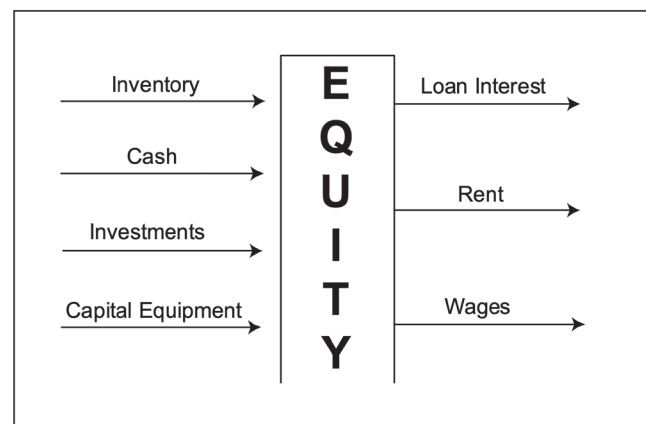 Inventory
Cash
Investments
Capital Equipment
E
Q
U
I
T
Y
Loan Interest
Rent
Wages